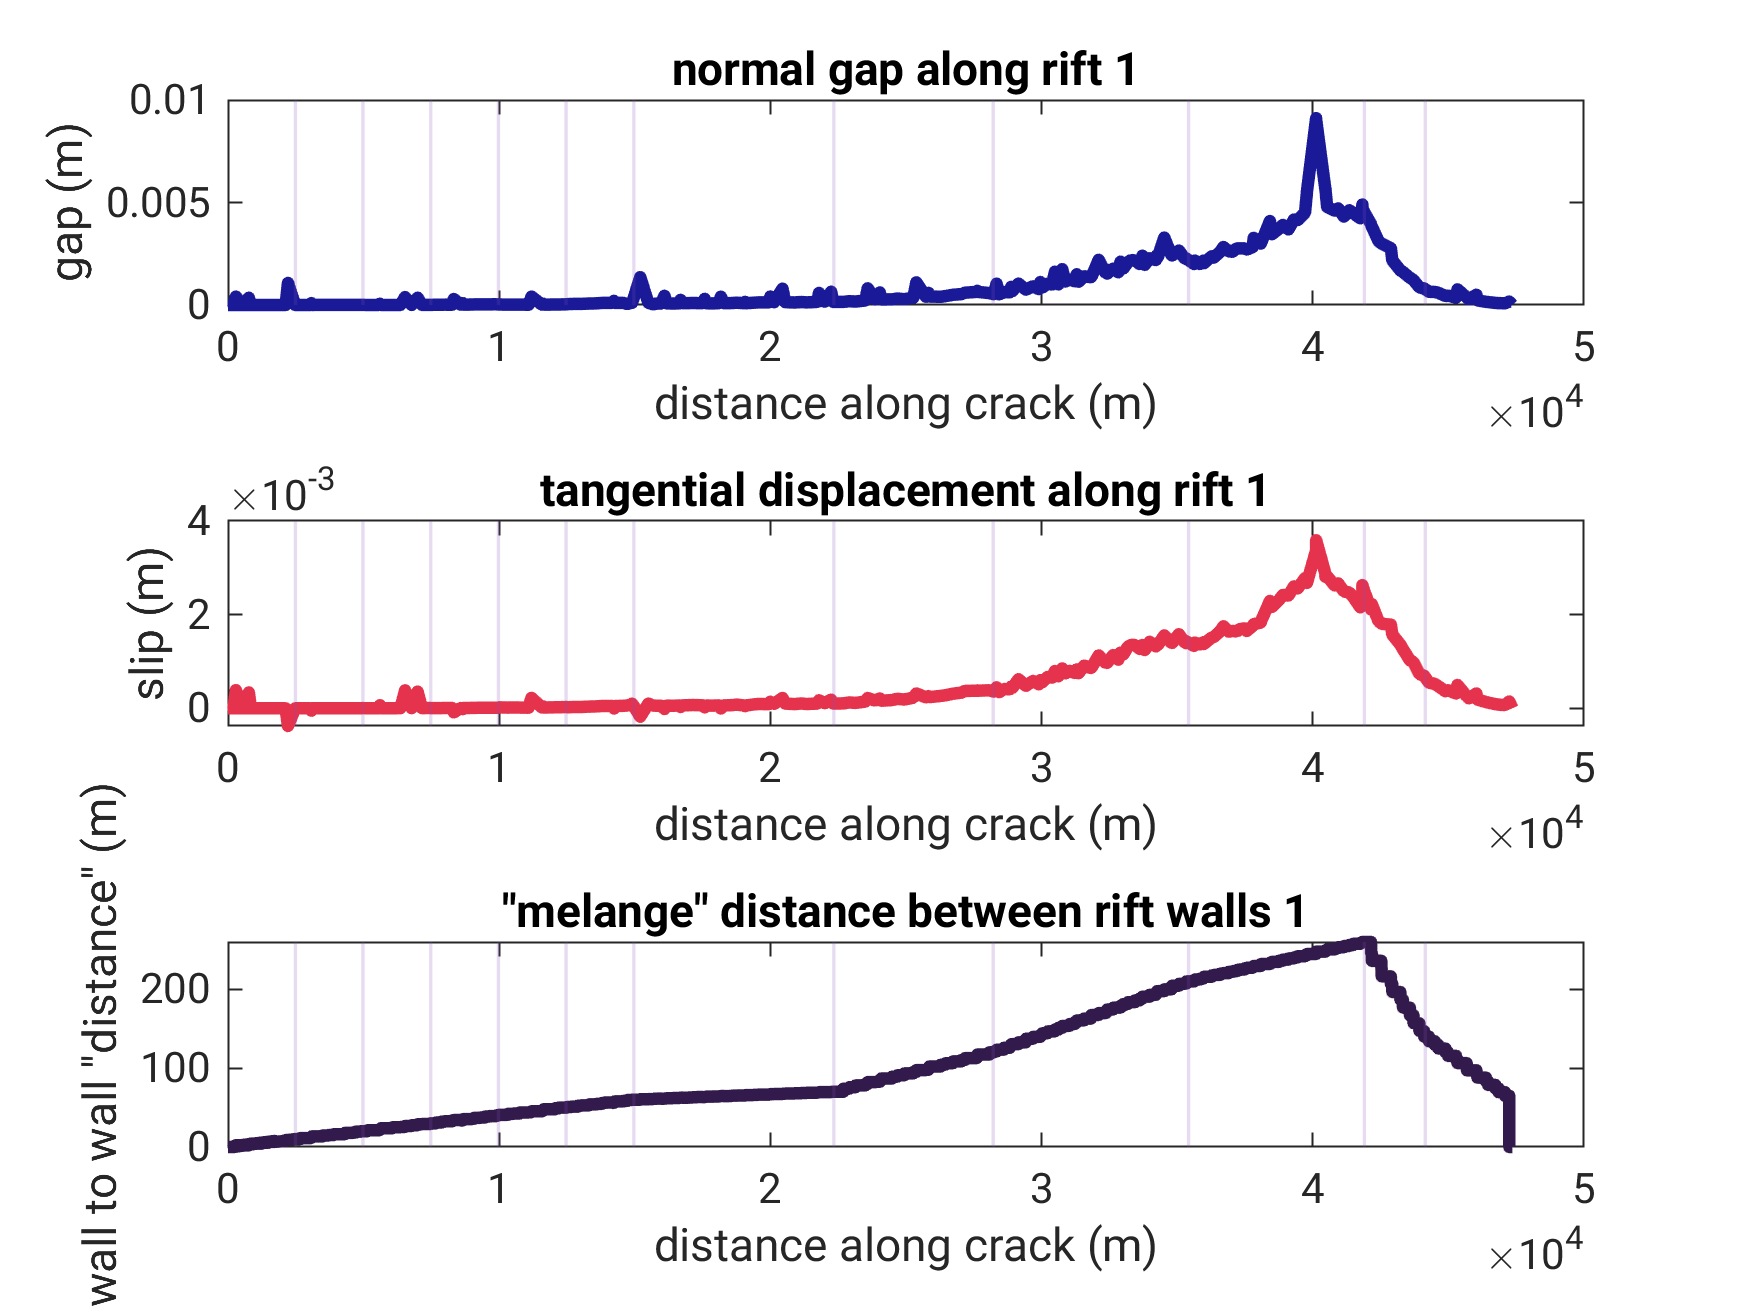 normal gap along rift 1
gap (m)
0.01
0.005
0
0 1 2 3 4 5
distance along crack (m)
×10^4
tangential displacement along rift 1
×10^-3
slip (m)
4
2
0
0 1 2 3 4 5
distance along crack (m)
×10^4
"melange" distance between rift walls 1
wall to wall "distance" (m)
200
100
0
0 1 2 3 4 5
distance along crack (m)
×10^4